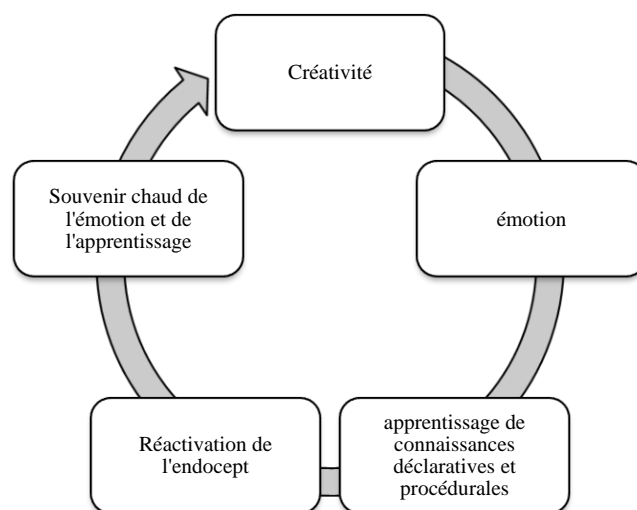 Créativité
émotion
apprentissage de
connaissances
déclaratives et
procédurales
Réactivation de
l'endocept
Souvenir chaud de
l'émotion et de
l'apprentissage